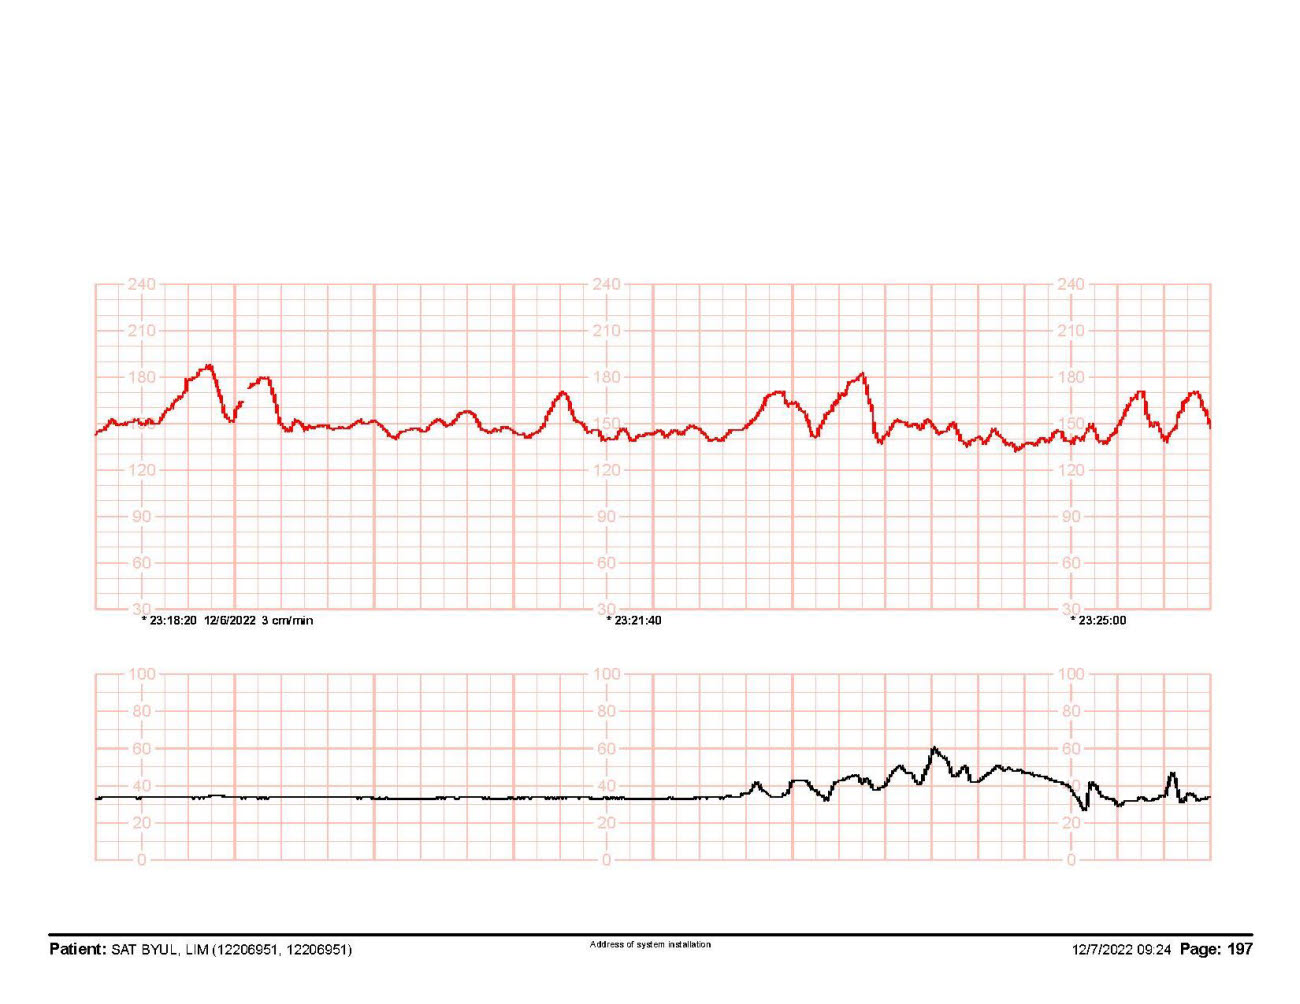 240 240 240
210 210 210
180 180 180
150 150 150
120 120 120
90 90 90
60 60 60
30 30 30
* 23:18:20 12/6/2022 3 cm/min * 23:21:40 * 23:25:00
100 100 100
80 80 80
60 60 60
40 40 40
20 20 20
0 0 0
Patient: SAT BYUL, LIM (12206951, 12206951) Address of system installation 12/7/2022 09:24 Page: 197